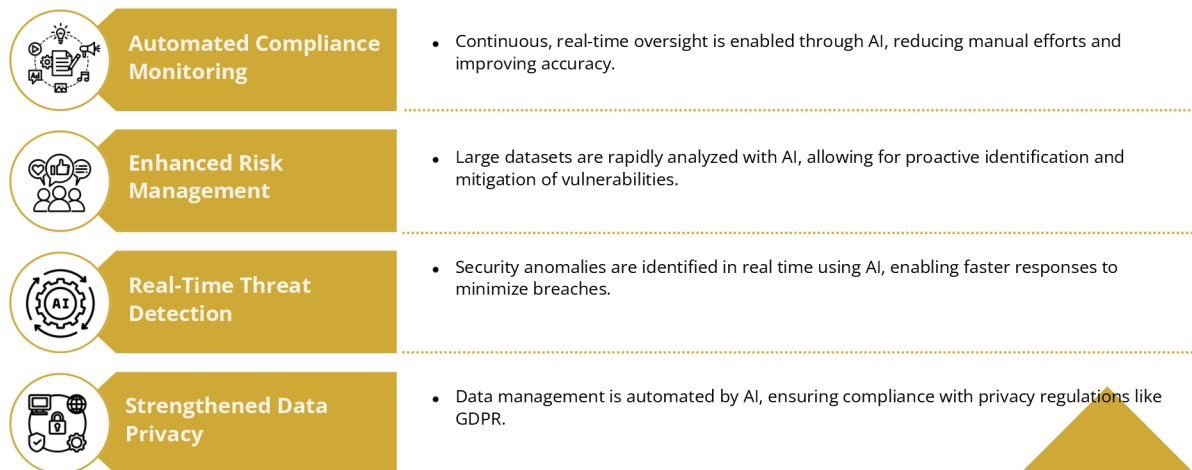 Automated Compliance
Monitoring
• Continuous, real-time oversight is enabled through AI, reducing manual efforts and
improving accuracy.
Enhanced Risk
Management
• Large datasets are rapidly analyzed with AI, allowing for proactive identification and
mitigation of vulnerabilities.
AI
Real-Time Threat
Detection
• Security anomalies are identified in real time using AI, enabling faster responses to
minimize breaches.
Strengthened Data
Privacy
• Data management is automated by AI, ensuring compliance with privacy regulations like
GDPR.
Ad